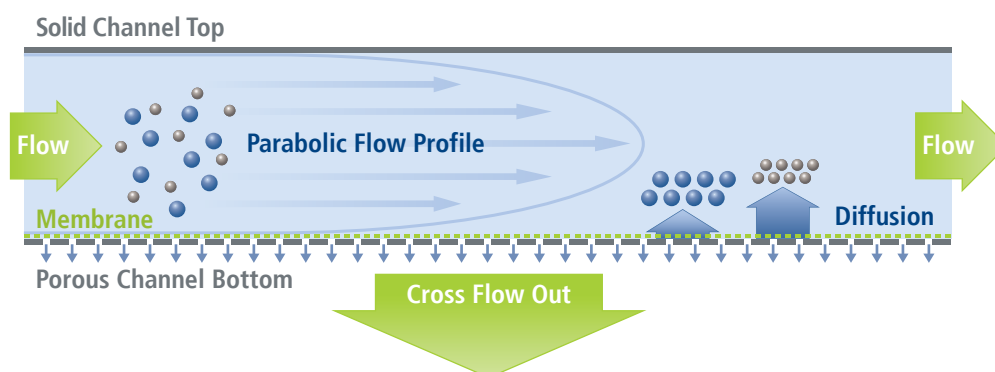 Solid Channel Top
Flow
Parabolic Flow Profile
Flow
Membrane
Diffusion
Porous Channel Bottom
Cross Flow Out